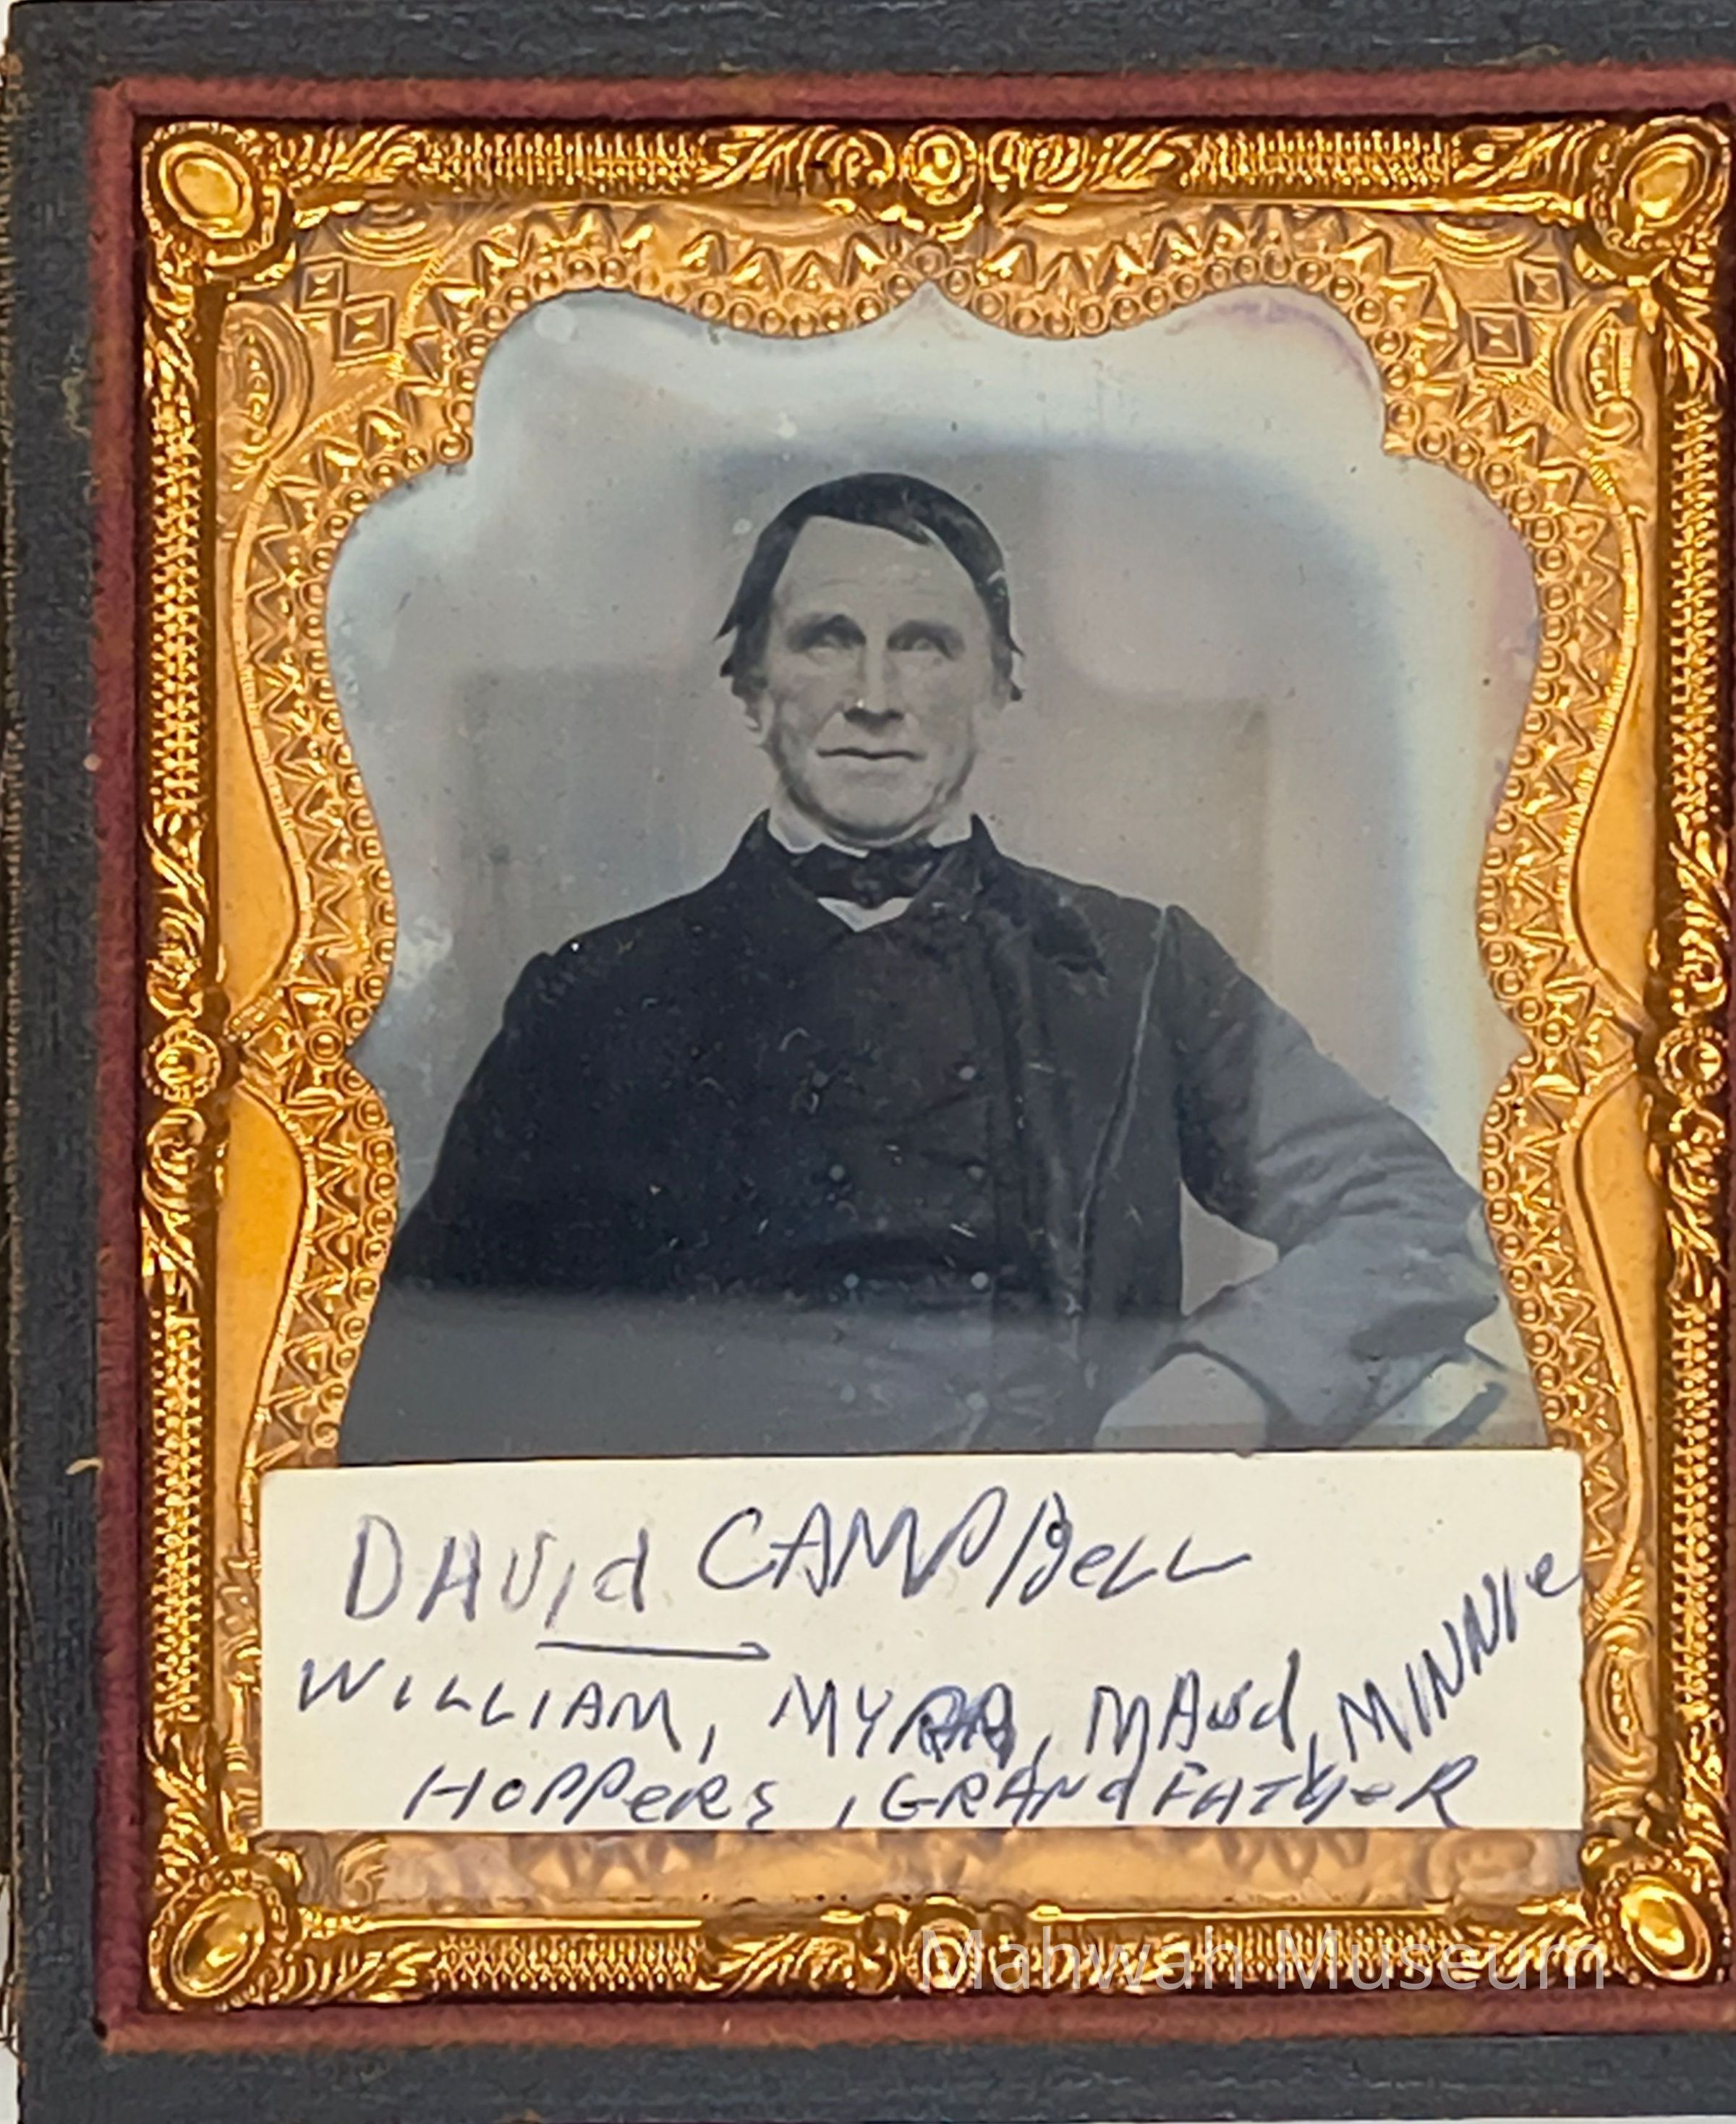 DAVid CAMPBeLL
WILLIAM, MYRA, MAUd, MINNIe
HOPPERS, GRANdFATHeR
Mahwah Museum